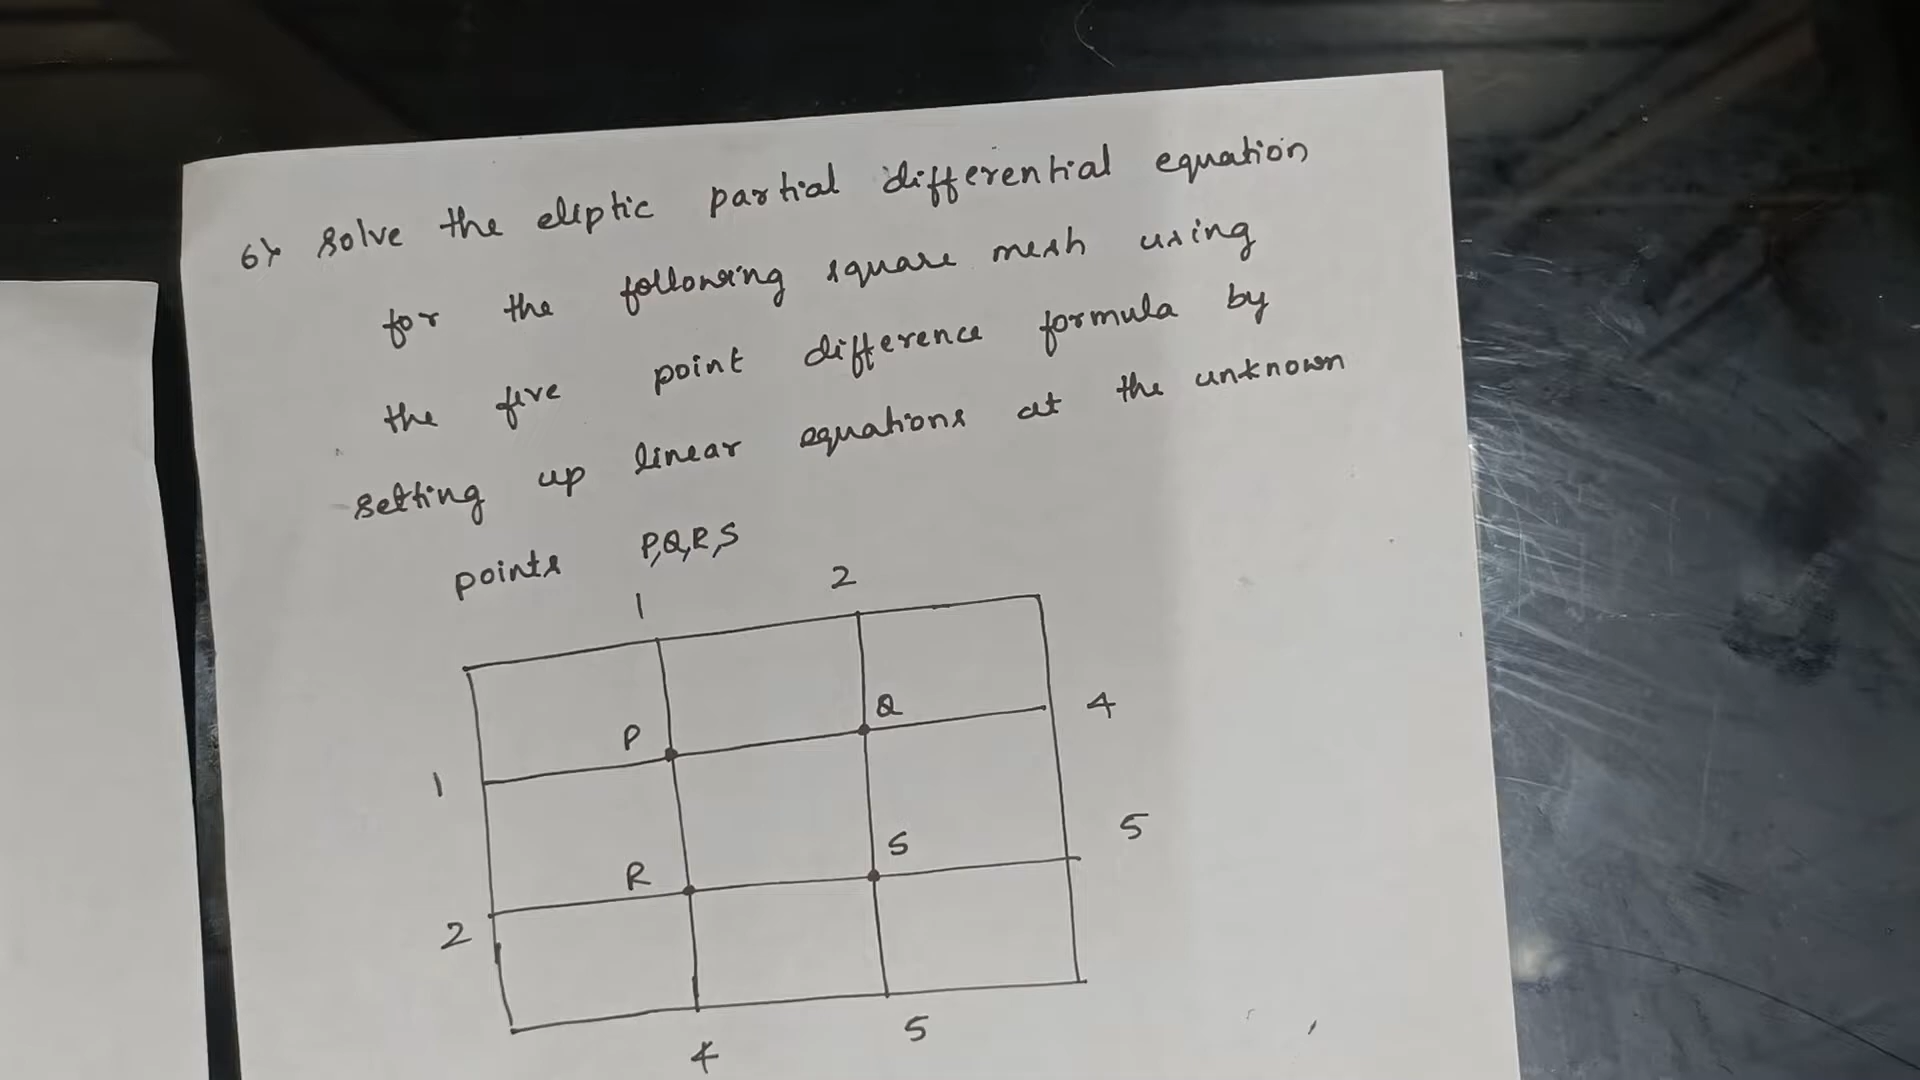 6) solve the eliptic partial differential equation
for the following square mesh using
the five point difference formula by
setting up linear equations at the unknown
points P,Q,R,S
1 2
P Q 4
1
R S 5
2
4 5